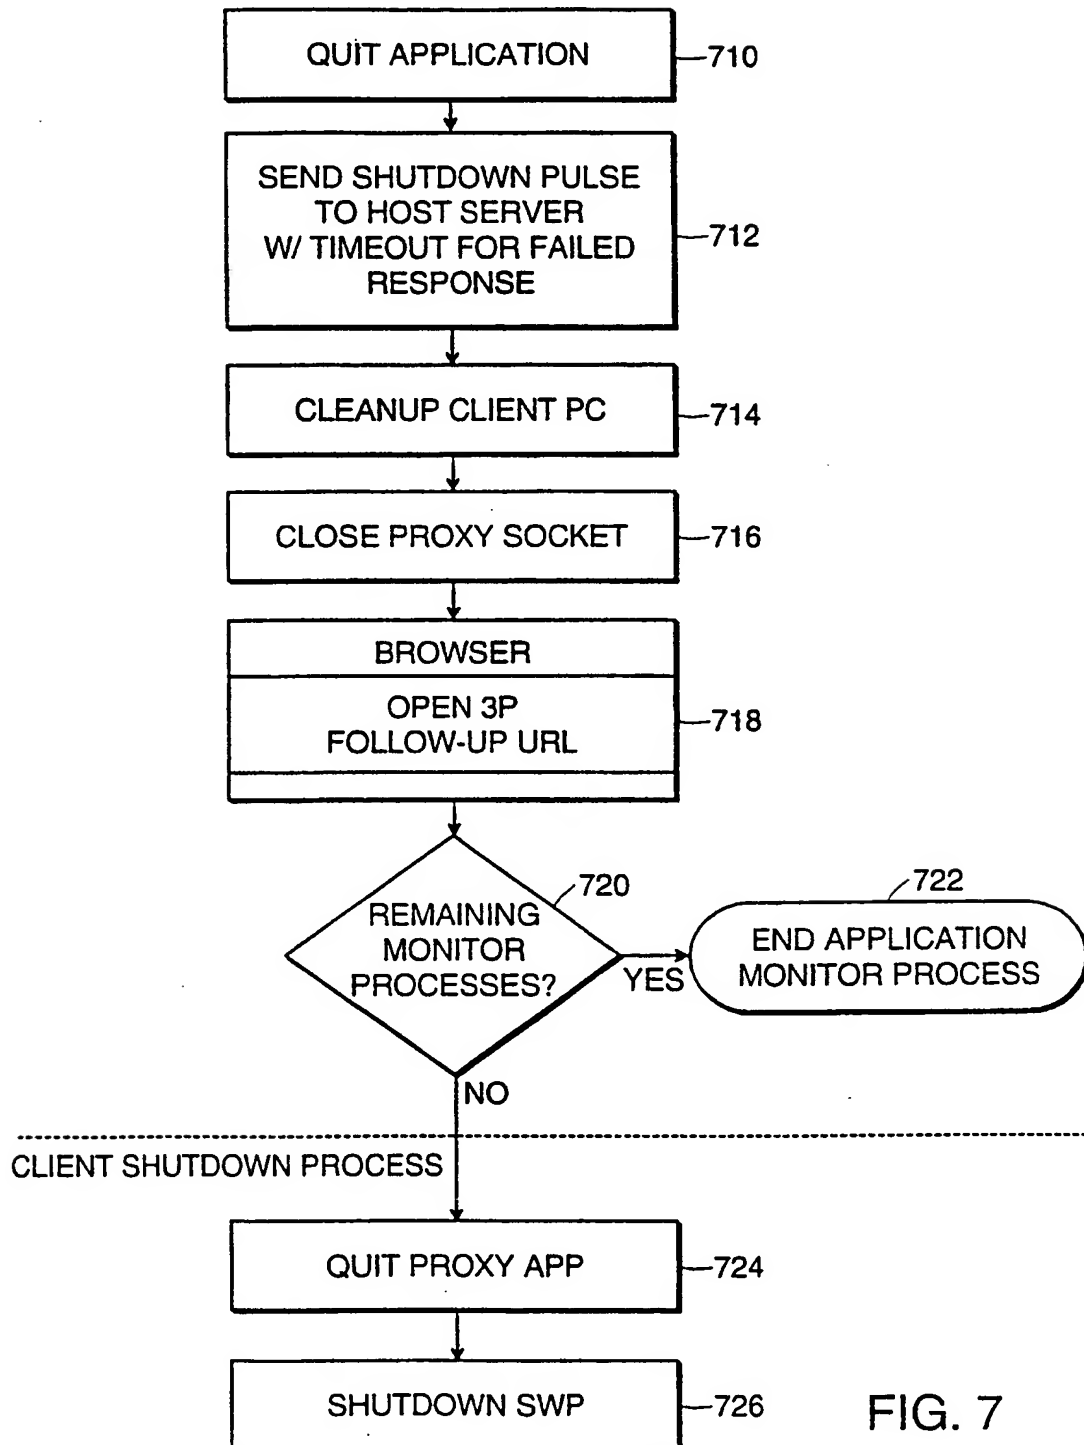 QUIT APPLICATION
710
SEND SHUTDOWN PULSE
TO HOST SERVER
W/ TIMEOUT FOR FAILED
RESPONSE
712
CLEANUP CLIENT PC
714
CLOSE PROXY SOCKET
716
BROWSER
OPEN 3P
FOLLOW-UP URL
718
720
REMAINING
MONITOR
PROCESSES?
YES
722
END APPLICATION
MONITOR PROCESS
NO
CLIENT SHUTDOWN PROCESS
QUIT PROXY APP
724
SHUTDOWN SWP
726
FIG. 7